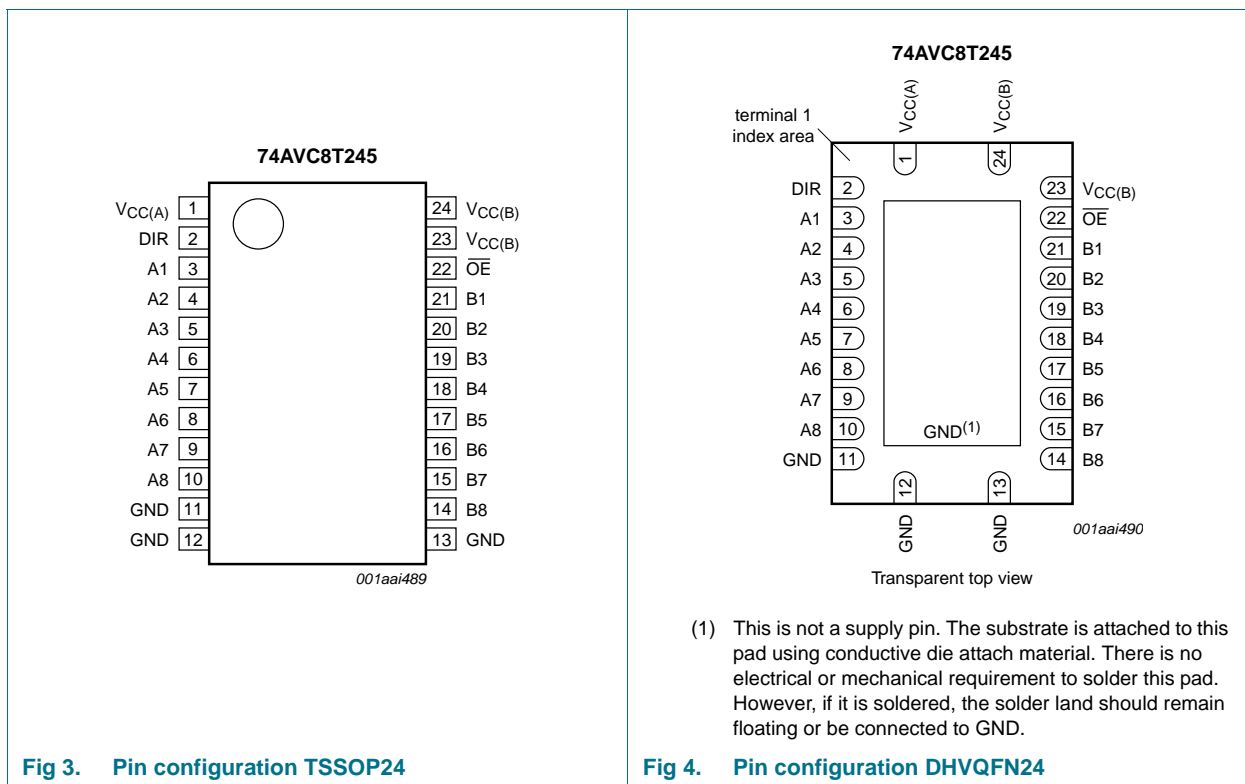 74AVC8T245
VCC(A) 1
DIR 2
A1 3
A2 4
A3 5
A4 6
A5 7
A6 8
A7 9
A8 10
GND 11
GND 12
24 VCC(B)
23 VCC(B)
22 OE
21 B1
20 B2
19 B3
18 B4
17 B5
16 B6
15 B7
14 B8
13 GND
001aai489
Fig 3. Pin configuration TSSOP24
74AVC8T245
terminal 1
index area
VCC(A)
VCC(B)
1
24
DIR 2
A1 3
A2 4
A3 5
A4 6
A5 7
A6 8
A7 9
A8 10
GND 11
23 VCC(B)
22 OE
21 B1
20 B2
19 B3
18 B4
17 B5
16 B6
15 B7
14 B8
GND(1)
12
13
GND
GND
001aai490
Transparent top view
(1) This is not a supply pin. The substrate is attached to this
pad using conductive die attach material. There is no
electrical or mechanical requirement to solder this pad.
However, if it is soldered, the solder land should remain
floating or be connected to GND.
Fig 4. Pin configuration DHVQFN24